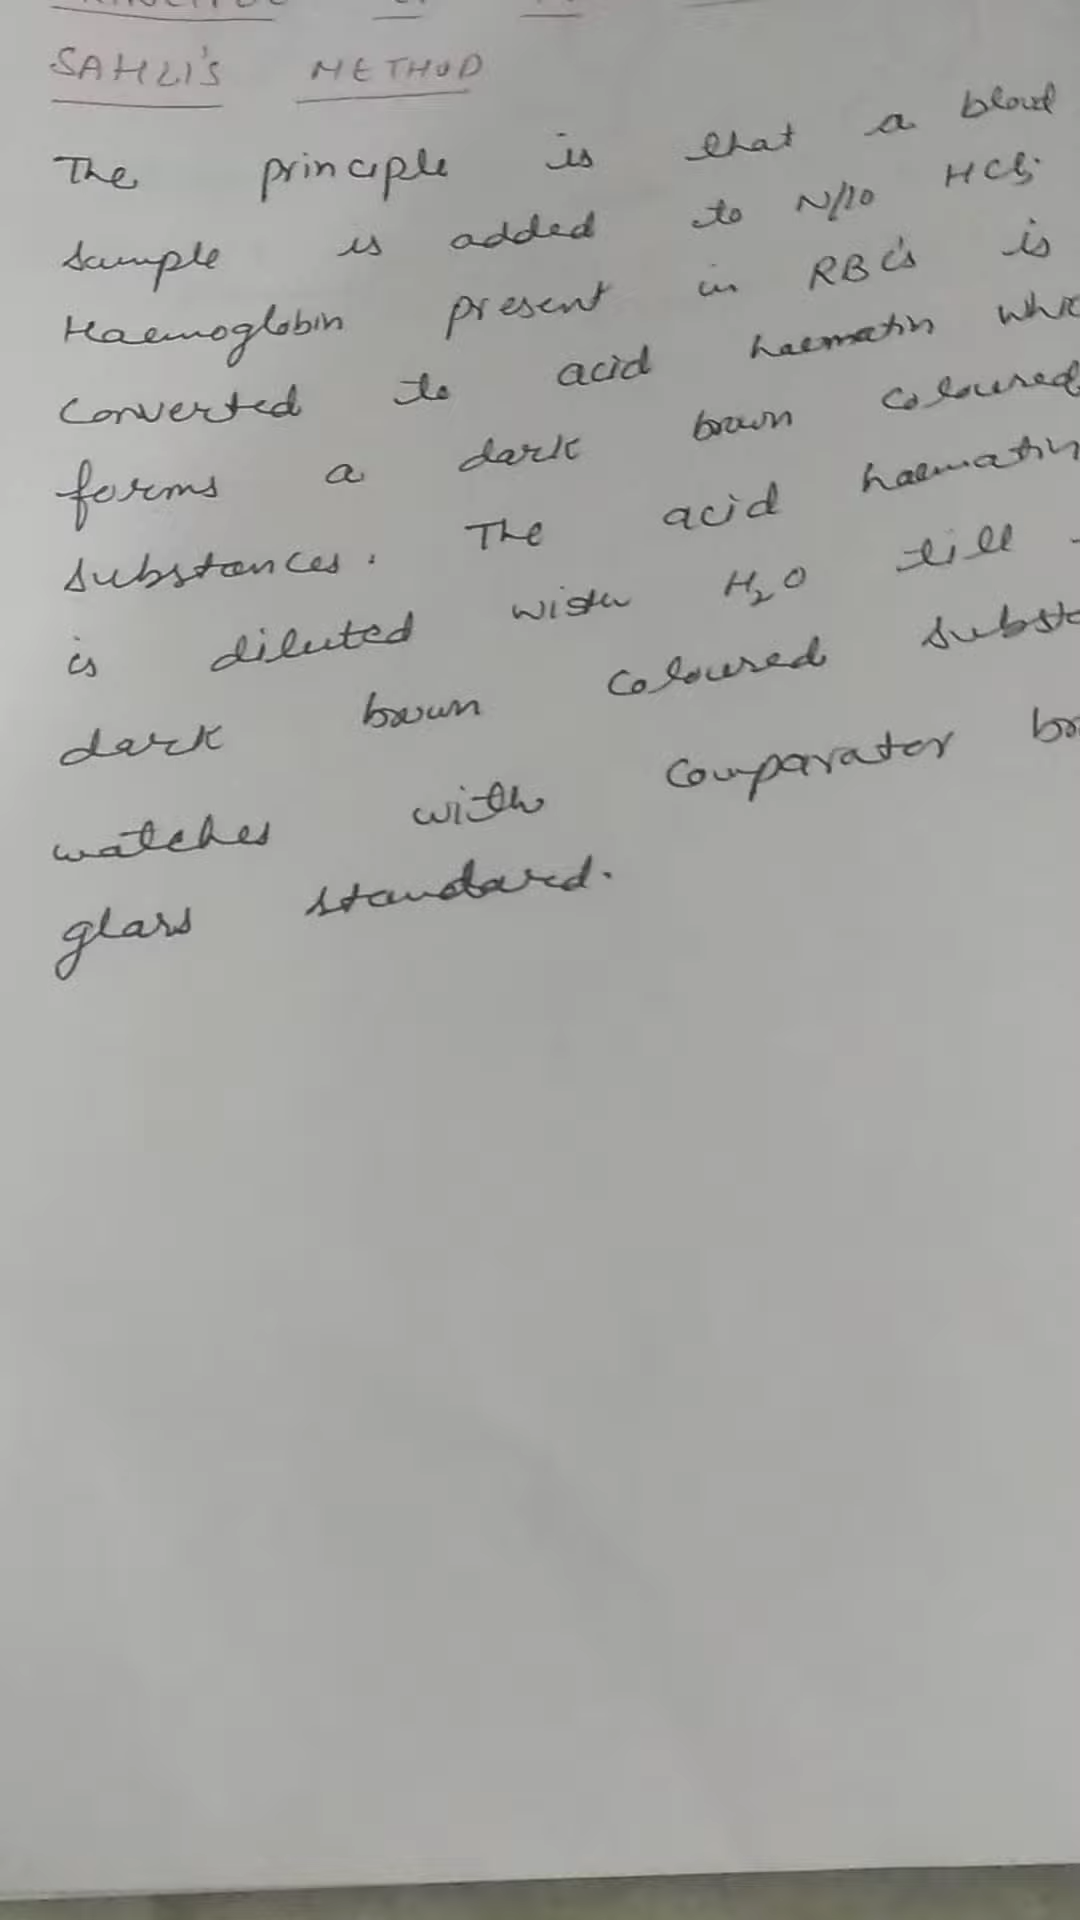 SAHLI'S METHOD
The principle is that a blood
sample is added to N/10 HCl.
Haemoglobin present in RBC's is
converted to acid haematin
forms a dark brown coloured
substances. The acid haematin
is diluted with H₂O till
dark brown coloured
matches with comparator
glass standard.